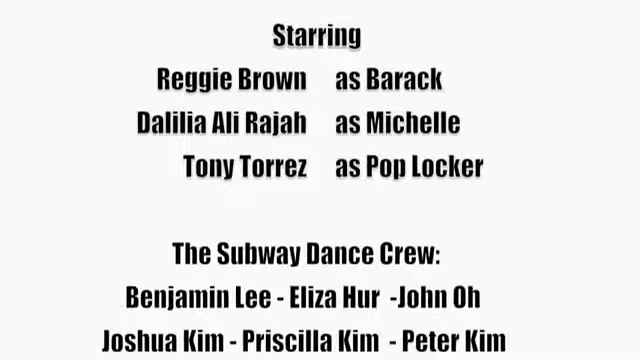 Starring
Reggie Brown as Barack
Dalilia Ali Rajah as Michelle
Tony Torrez as Pop Locker
The Subway Dance Crew:
Benjamin Lee - Eliza Hur -John Oh
Joshua Kim - Priscilla Kim - Peter Kim